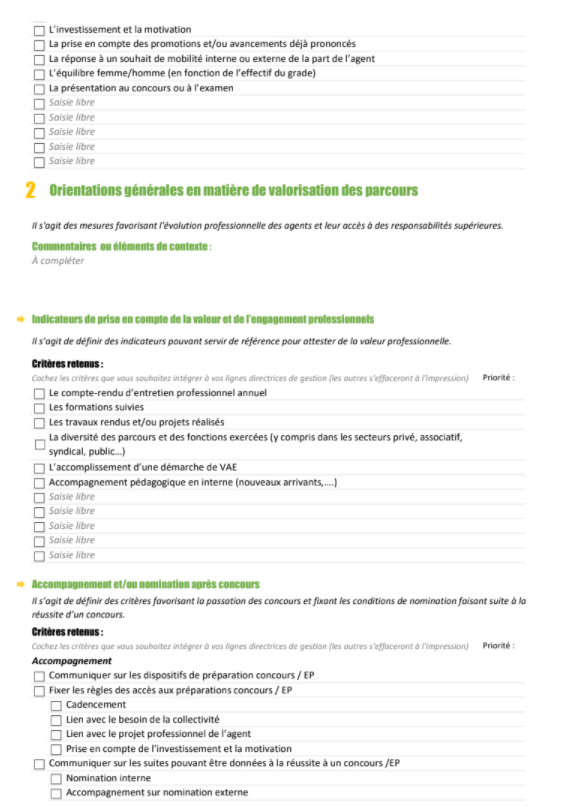 L'investissement et la motivation
La prise en compte des promotions et/ou avancements déjà prononcés
La réponse à un souhait de mobilité interne ou externe de la part de l'agent
L'équilibre femme/homme (en fonction de l'effectif du grade)
La présentation au concours ou à l'examen
Saisie libre
Saisie libre
Saisie libre
Saisie libre
Saisie libre
2 Orientations générales en matière de valorisation des parcours
Il s'agit des mesures favorisant l'évolution professionnelle des agents et leur accès à des responsabilités supérieures.
Commentaires ou éléments de contexte :
À compléter
Indicateurs de prise en compte de la valeur et de l'engagement professionnels
Il s'agit de définir des indicateurs pouvant servir de référence pour attester de la valeur professionnelle.
Critères retenus :
Cochez les critères que vous souhaitez intégrer à vos lignes directrices de gestion (les autres s'effaceront à l'impression) Priorité :
Le compte-rendu d'entretien professionnel annuel
Les formations suivies
Les travaux rendus et/ou projets réalisés
La diversité des parcours et des fonctions exercées (y compris dans les secteurs privé, associatif,
syndical, public...)
L'accomplissement d'une démarche de VAE
Accompagnement pédagogique en interne (nouveaux arrivants,....)
Saisie libre
Saisie libre
Saisie libre
Saisie libre
Saisie libre
Accompagnement et/ou nomination après concours
Il s'agit de définir des critères favorisant la passation des concours et fixant les conditions de nomination faisant suite à la
réussite d'un concours.
Critères retenus :
Cochez les critères que vous souhaitez intégrer à vos lignes directrices de gestion (les autres s'effaceront à l'impression) Priorité :
Accompagnement
Communiquer sur les dispositifs de préparation concours / EP
Fixer les règles des accès aux préparations concours / EP
Cadencement
Lien avec le besoin de la collectivité
Lien avec le projet professionnel de l'agent
Prise en compte de l'investissement et la motivation
Communiquer sur les suites pouvant être données à la réussite à un concours /EP
Nomination interne
Accompagnement sur nomination externe